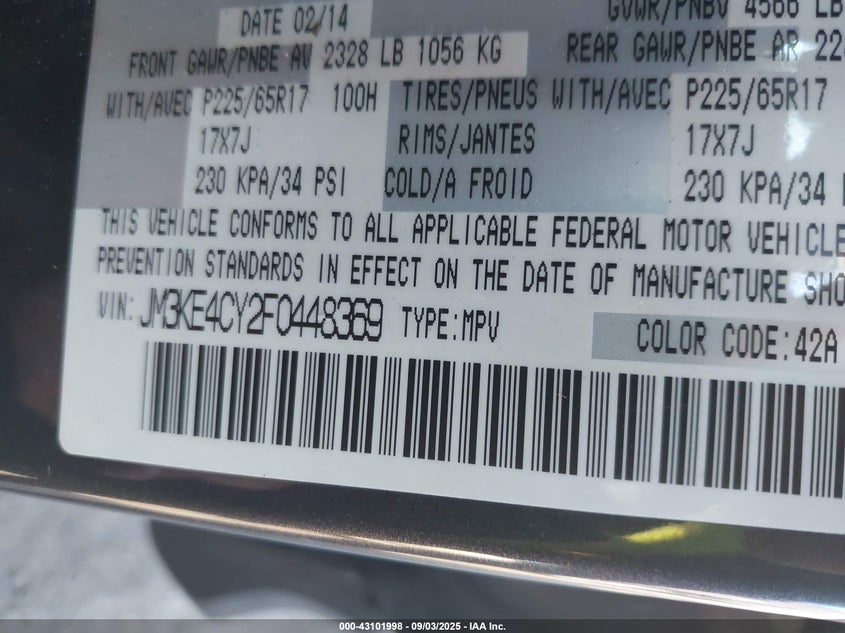 DATE 02/14 GVWR/PNBV 4566 LB
FRONT GAWR/PNBE AV 2328 LB 1056 KG REAR GAWR/PNBE AR 22
WITH/AVEC P225/65R17 100H TIRES/PNEUS WITH/AVEC P225/65R17
17X7J RIMS/JANTES 17X7J
230 KPA/34 PSI COLD/A FROID 230 KPA/34
THIS VEHICLE CONFORMS TO ALL APPLICABLE FEDERAL MOTOR VEHICLE
PREVENTION STANDARDS IN EFFECT ON THE DATE OF MANUFACTURE SHO
VIN: JM3KE4CY2F0448369 TYPE:MPV COLOR CODE:42A
000-43101998 - 09/03/2025 - IAA Inc.